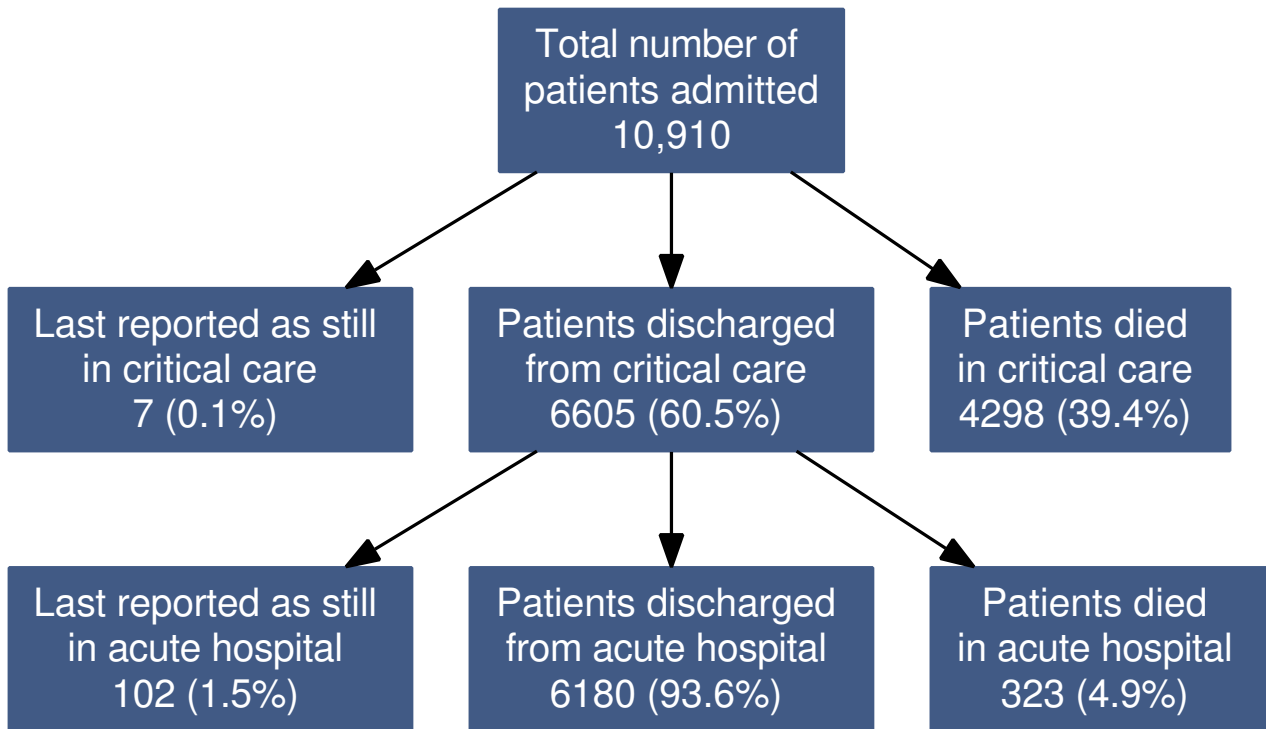 Total number of
patients admitted
10,910
Last reported as still
in critical care
7 (0.1%)
Patients discharged
from critical care
6605 (60.5%)
Patients died
in critical care
4298 (39.4%)
Last reported as still
in acute hospital
102 (1.5%)
Patients discharged
from acute hospital
6180 (93.6%)
Patients died
in acute hospital
323 (4.9%)